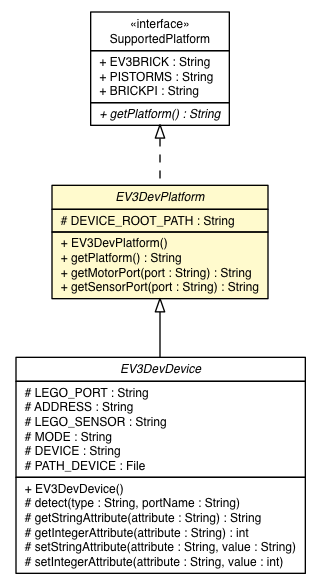 «interface»
SupportedPlatform
+ EV3BRICK : String
+ PISTORMS : String
+ BRICKPI : String
+ getPlatform() : String
EV3DevPlatform
# DEVICE_ROOT_PATH : String
+ EV3DevPlatform()
+ getPlatform() : String
+ getMotorPort(port : String) : String
+ getSensorPort(port : String) : String
EV3DevDevice
# LEGO_PORT : String
# ADDRESS : String
# LEGO_SENSOR : String
# MODE : String
# DEVICE : String
# PATH_DEVICE : File
+ EV3DevDevice()
# detect(type : String, portName : String)
# getStringAttribute(attribute : String) : String
# getIntegerAttribute(attribute : String) : int
# setStringAttribute(attribute : String, value : String)
# setIntegerAttribute(attribute : String, value : int)